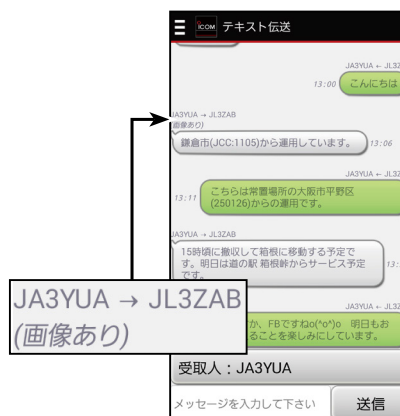 ICOM テキスト伝送
JA3YUA ← JL3Z
13:00 こんにちは
JA3YUA → JL3ZAB
(画像あり)
鎌倉市(JCC:1105)から運用しています。 13:06
JA3YUA ← JL3Z
13:11 こちらは常置場所の大阪市平野区
(250126)からの運用です。
JA3YUA → JL3ZAB
15時頃に撤収して箱根に移動する予定で
す。明日は道の駅 箱根峠からサービス予定
です。
13:
JA3YUA → JL3ZAB
(画像あり)
JA3YUA ← JL3Z
か、FBですねo(^o^)o 明日もお
ることを楽しみにしています。
受取人：JA3YUA
メッセージを入力して下さい 送信